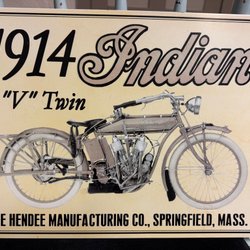 1914 Indian
"V" Twin
E HENDEE MANUFACTURING CO., SPRINGFIELD, MASS.